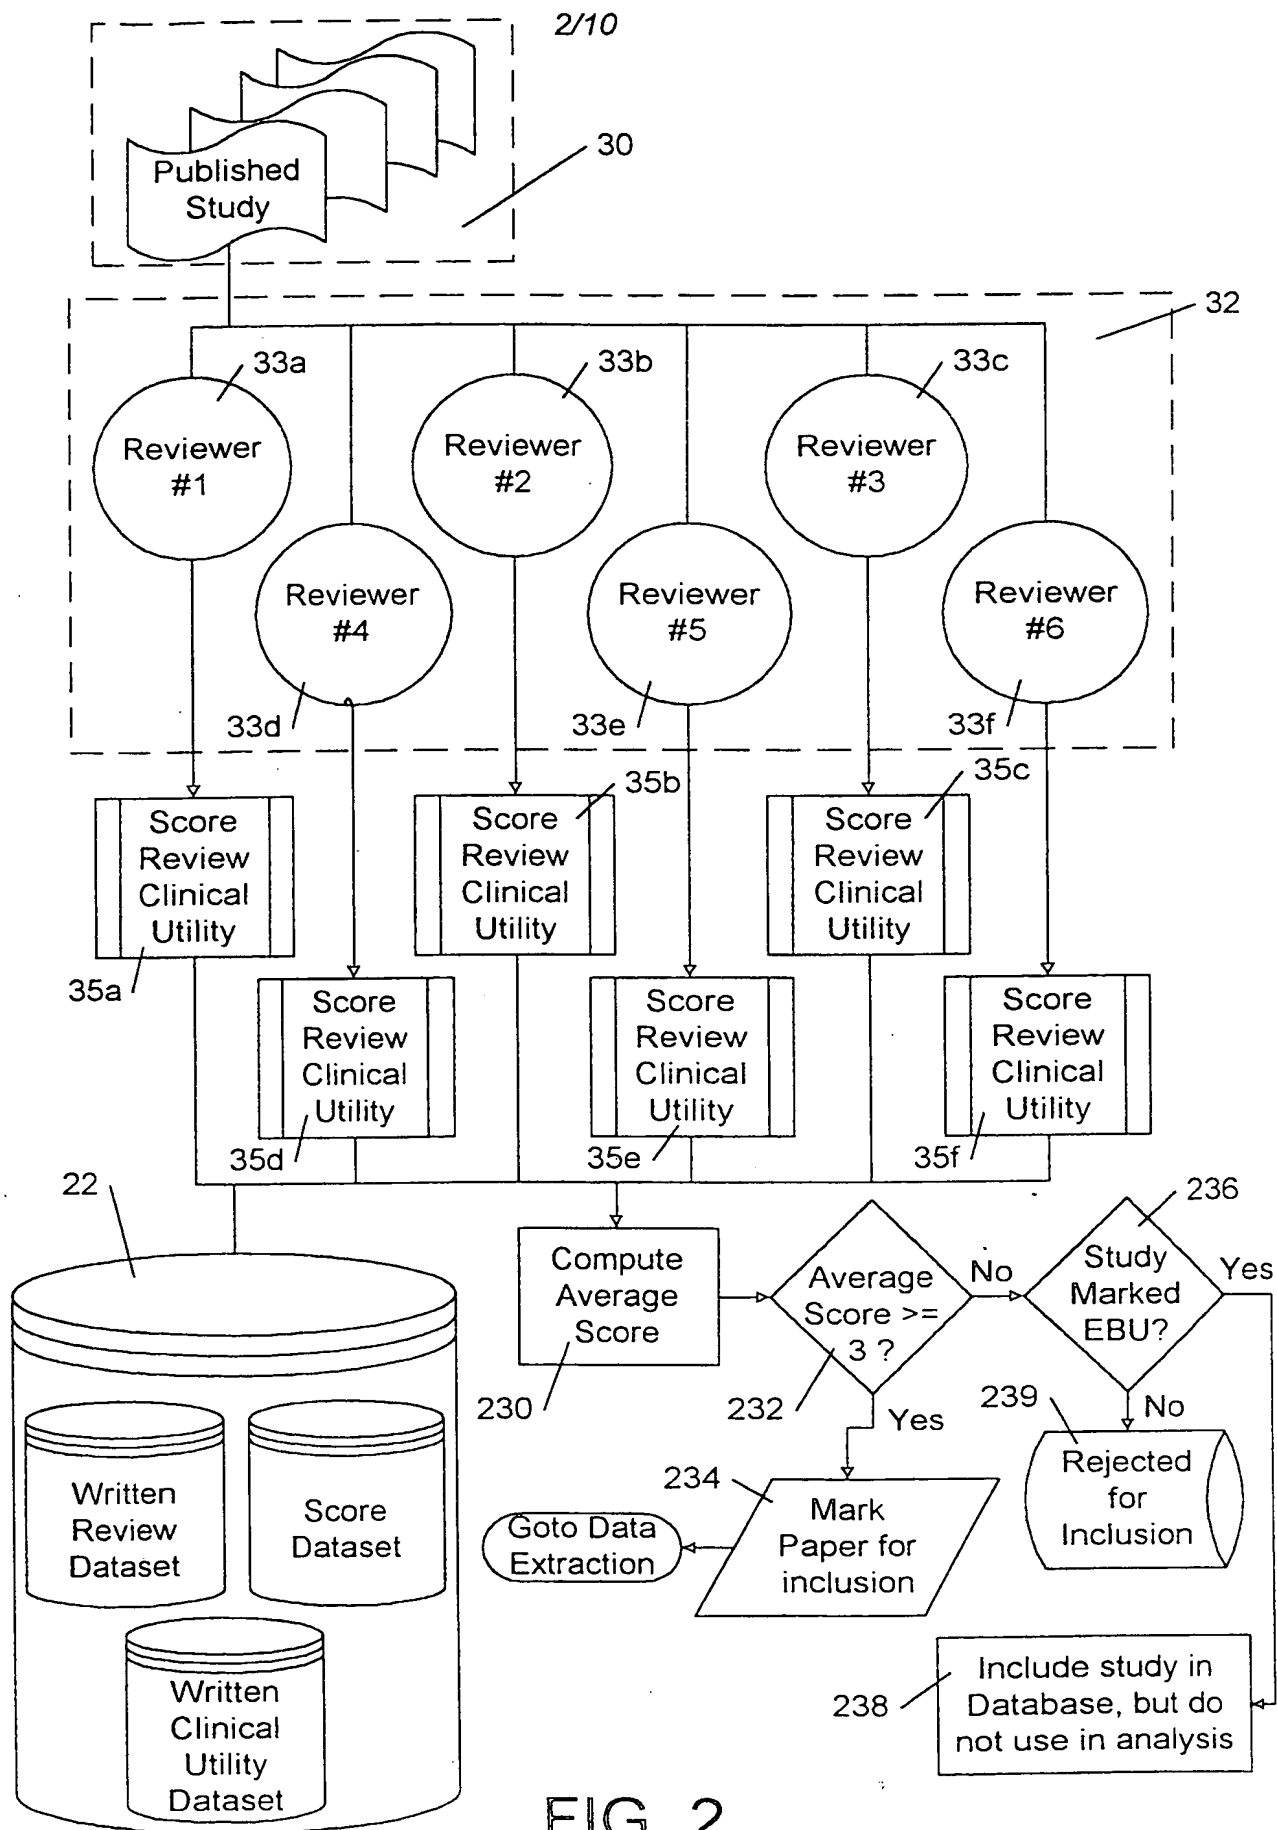 2/10
Published
Study
30
32
33a
33b
33c
Reviewer
#1
Reviewer
#2
Reviewer
#3
Reviewer
#4
Reviewer
#5
Reviewer
#6
33d
33e
33f
35b
35c
Score
Review
Clinical
Utility
Score
Review
Clinical
Utility
Score
Review
Clinical
Utility
35a
Score
Review
Clinical
Utility
Score
Review
Clinical
Utility
Score
Review
Clinical
Utility
35d
35e
35f
22
236
Compute
Average
Score
230
Average
Score >=
3 ?
232
No
Study
Marked
EBU?
Yes
Yes
No
239
Rejected
for
Inclusion
234
Mark
Paper for
inclusion
Goto Data
Extraction
Written
Review
Dataset
Score
Dataset
Written
Clinical
Utility
Dataset
238
Include study in
Database, but do
not use in analysis
FIG. 2